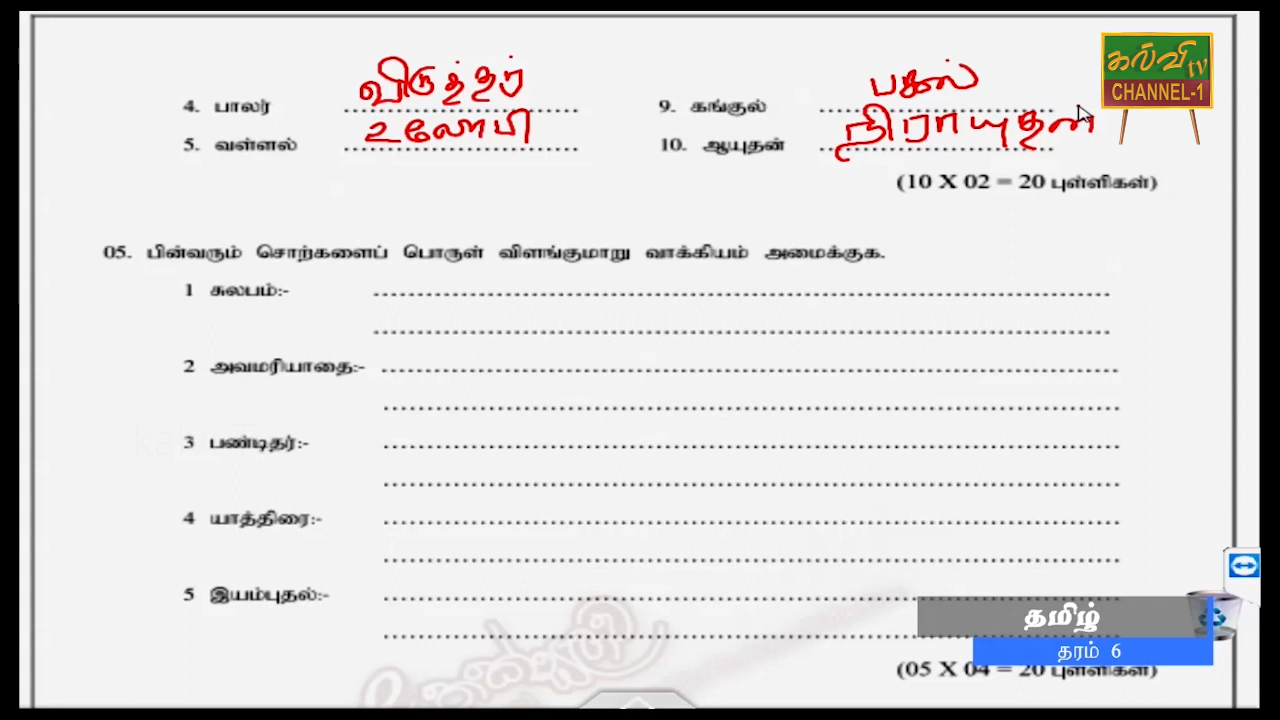 கல்வி tv
CHANNEL-1
4. பாலர் ........ விருத்தர்
9. கங்குல் ........ பகல்
5. வள்ளல் ........ உலோபி
10. ஆயுதன் ........ நிராயுதன்
(10 X 02 = 20 புள்ளிகள்)
05. பின்வரும் சொற்களைப் பொருள் விளங்குமாறு வாக்கியம் அமைக்குக.
1 சுலபம்:- ........
2 அவமரியாதை:- ........
3 பண்டிதர்:- ........
4 யாத்திரை:- ........
5 இயம்புதல்:- ........
தமிழ்
தரம் 6
(05 X 04 = 20 புள்ளிகள்)